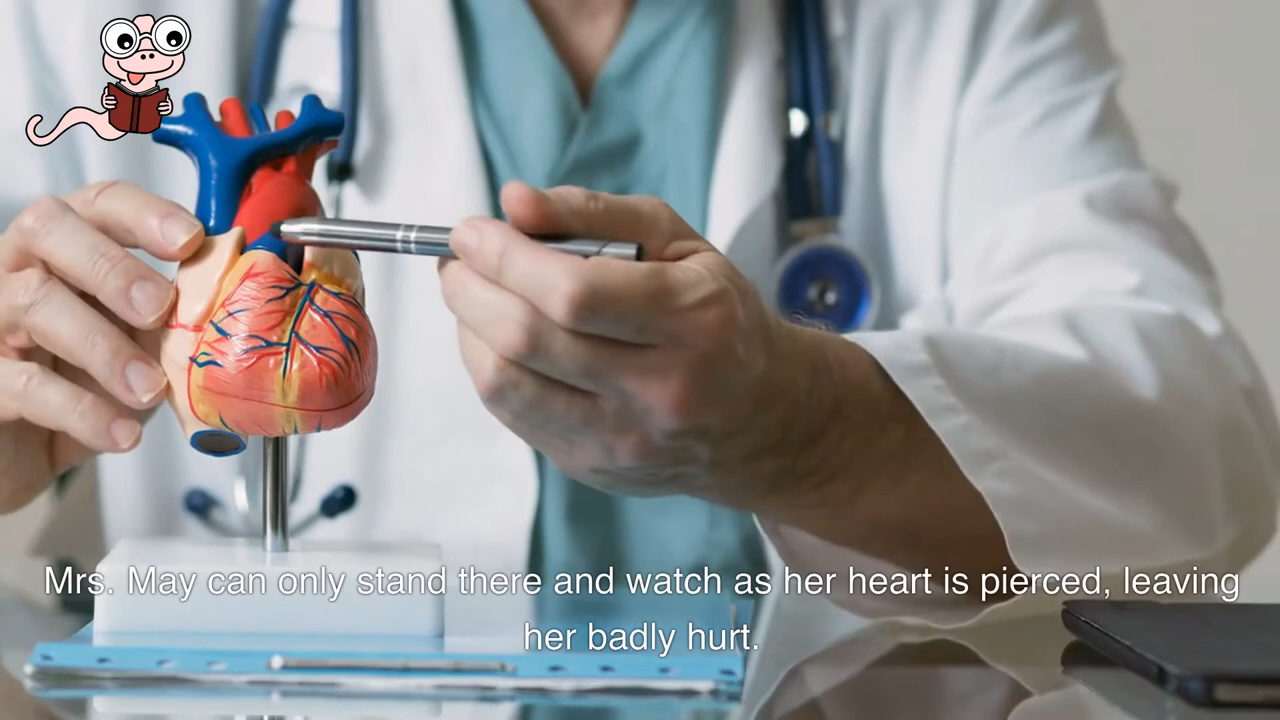 Mrs. May can only stand there and watch as her heart is pierced, leaving
her badly hurt.